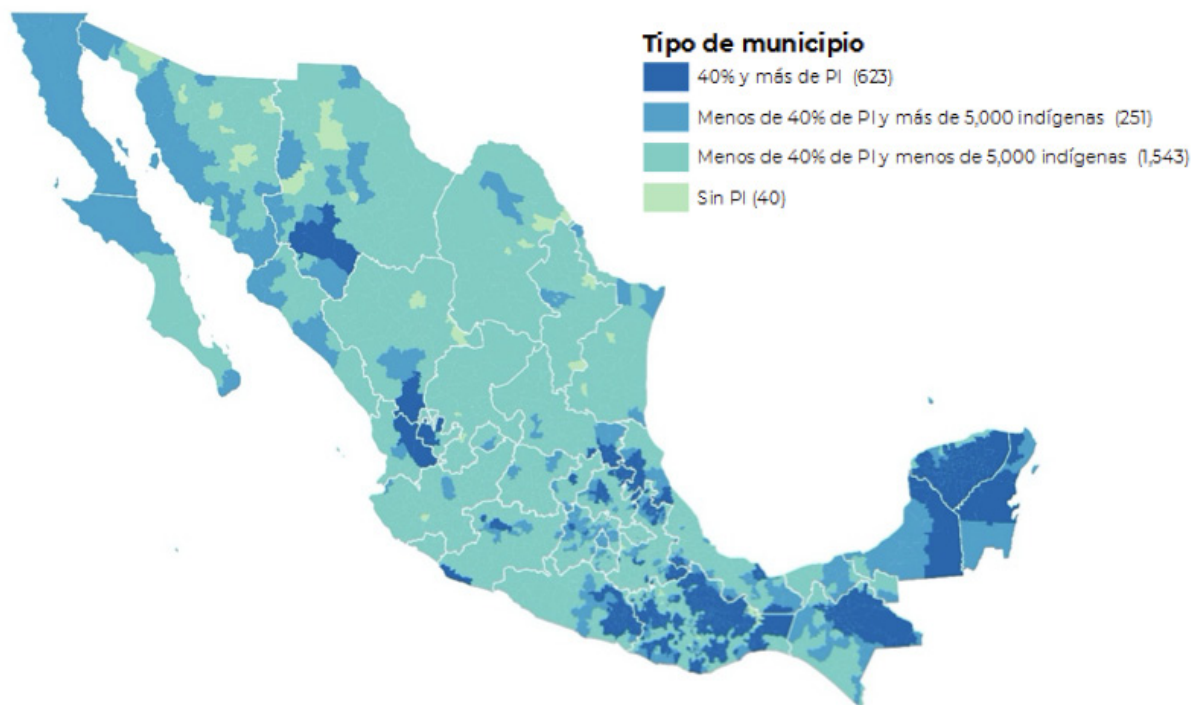 Tipo de municipio
40% y más de PI (623)
Menos de 40% de PI y más de 5,000 indígenas (251)
Menos de 40% de PI y menos de 5,000 indígenas (1,543)
Sin PI (40)